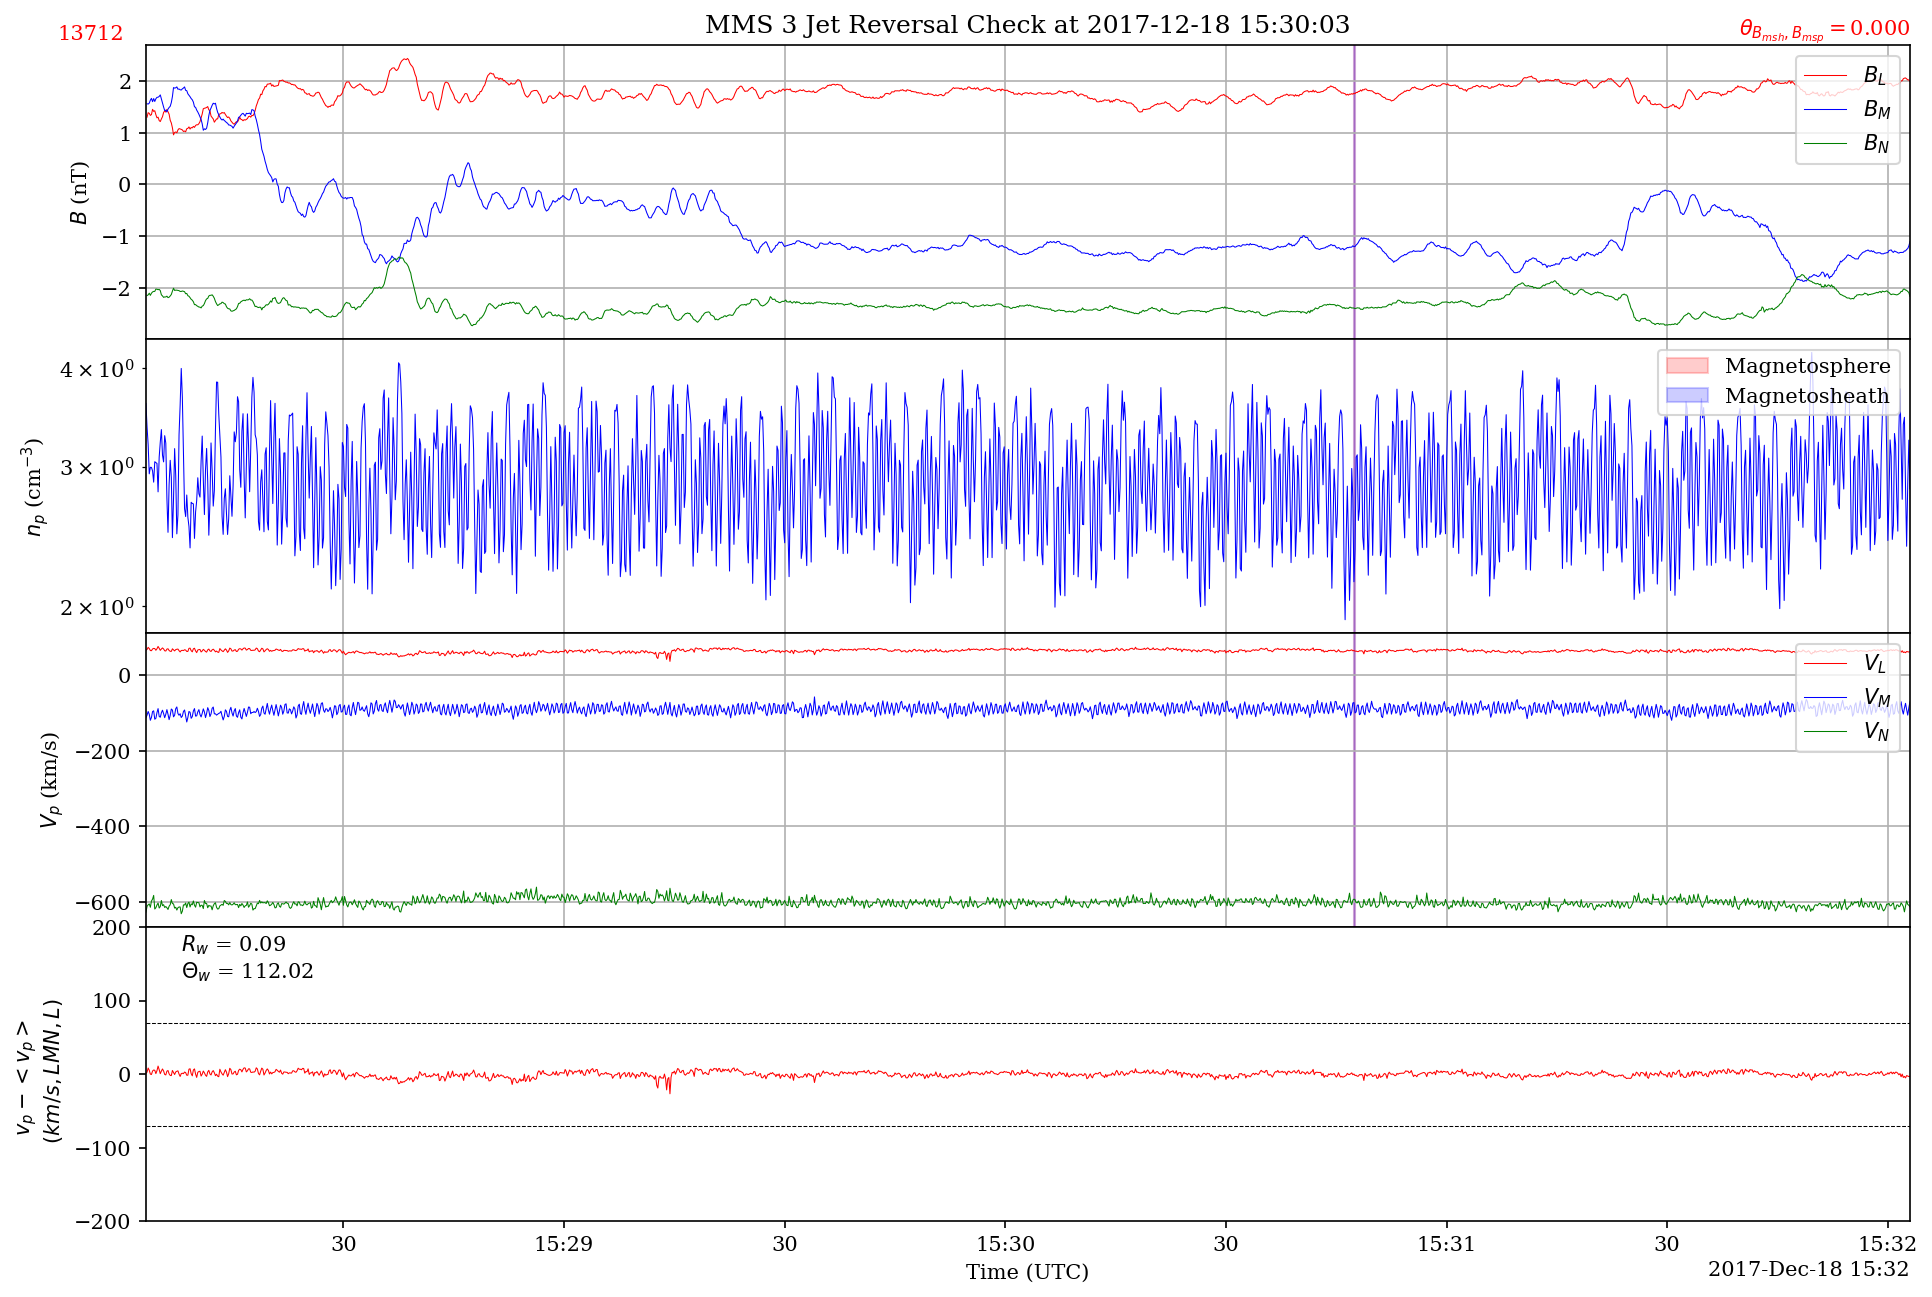 MMS 3 Jet Reversal Check at 2017-12-18 15:30:03
13712
θ_{B_{msh}, B_{msp}} = 0.000
B (nT)
2
1
0
−1
−2
B_L
B_M
B_N
n_p (cm^{−3})
4 × 10^0
3 × 10^0
2 × 10^0
Magnetosphere
Magnetosheath
V_p (km/s)
0
−200
−400
−600
V_L
V_M
V_N
v_p − < v_p >
(km/s, LMN, L)
200
100
0
−100
−200
R_w = 0.09
Θ_w = 112.02
30 15:29 30 15:30 30 15:31 30 15:32
Time (UTC)
2017-Dec-18 15:32